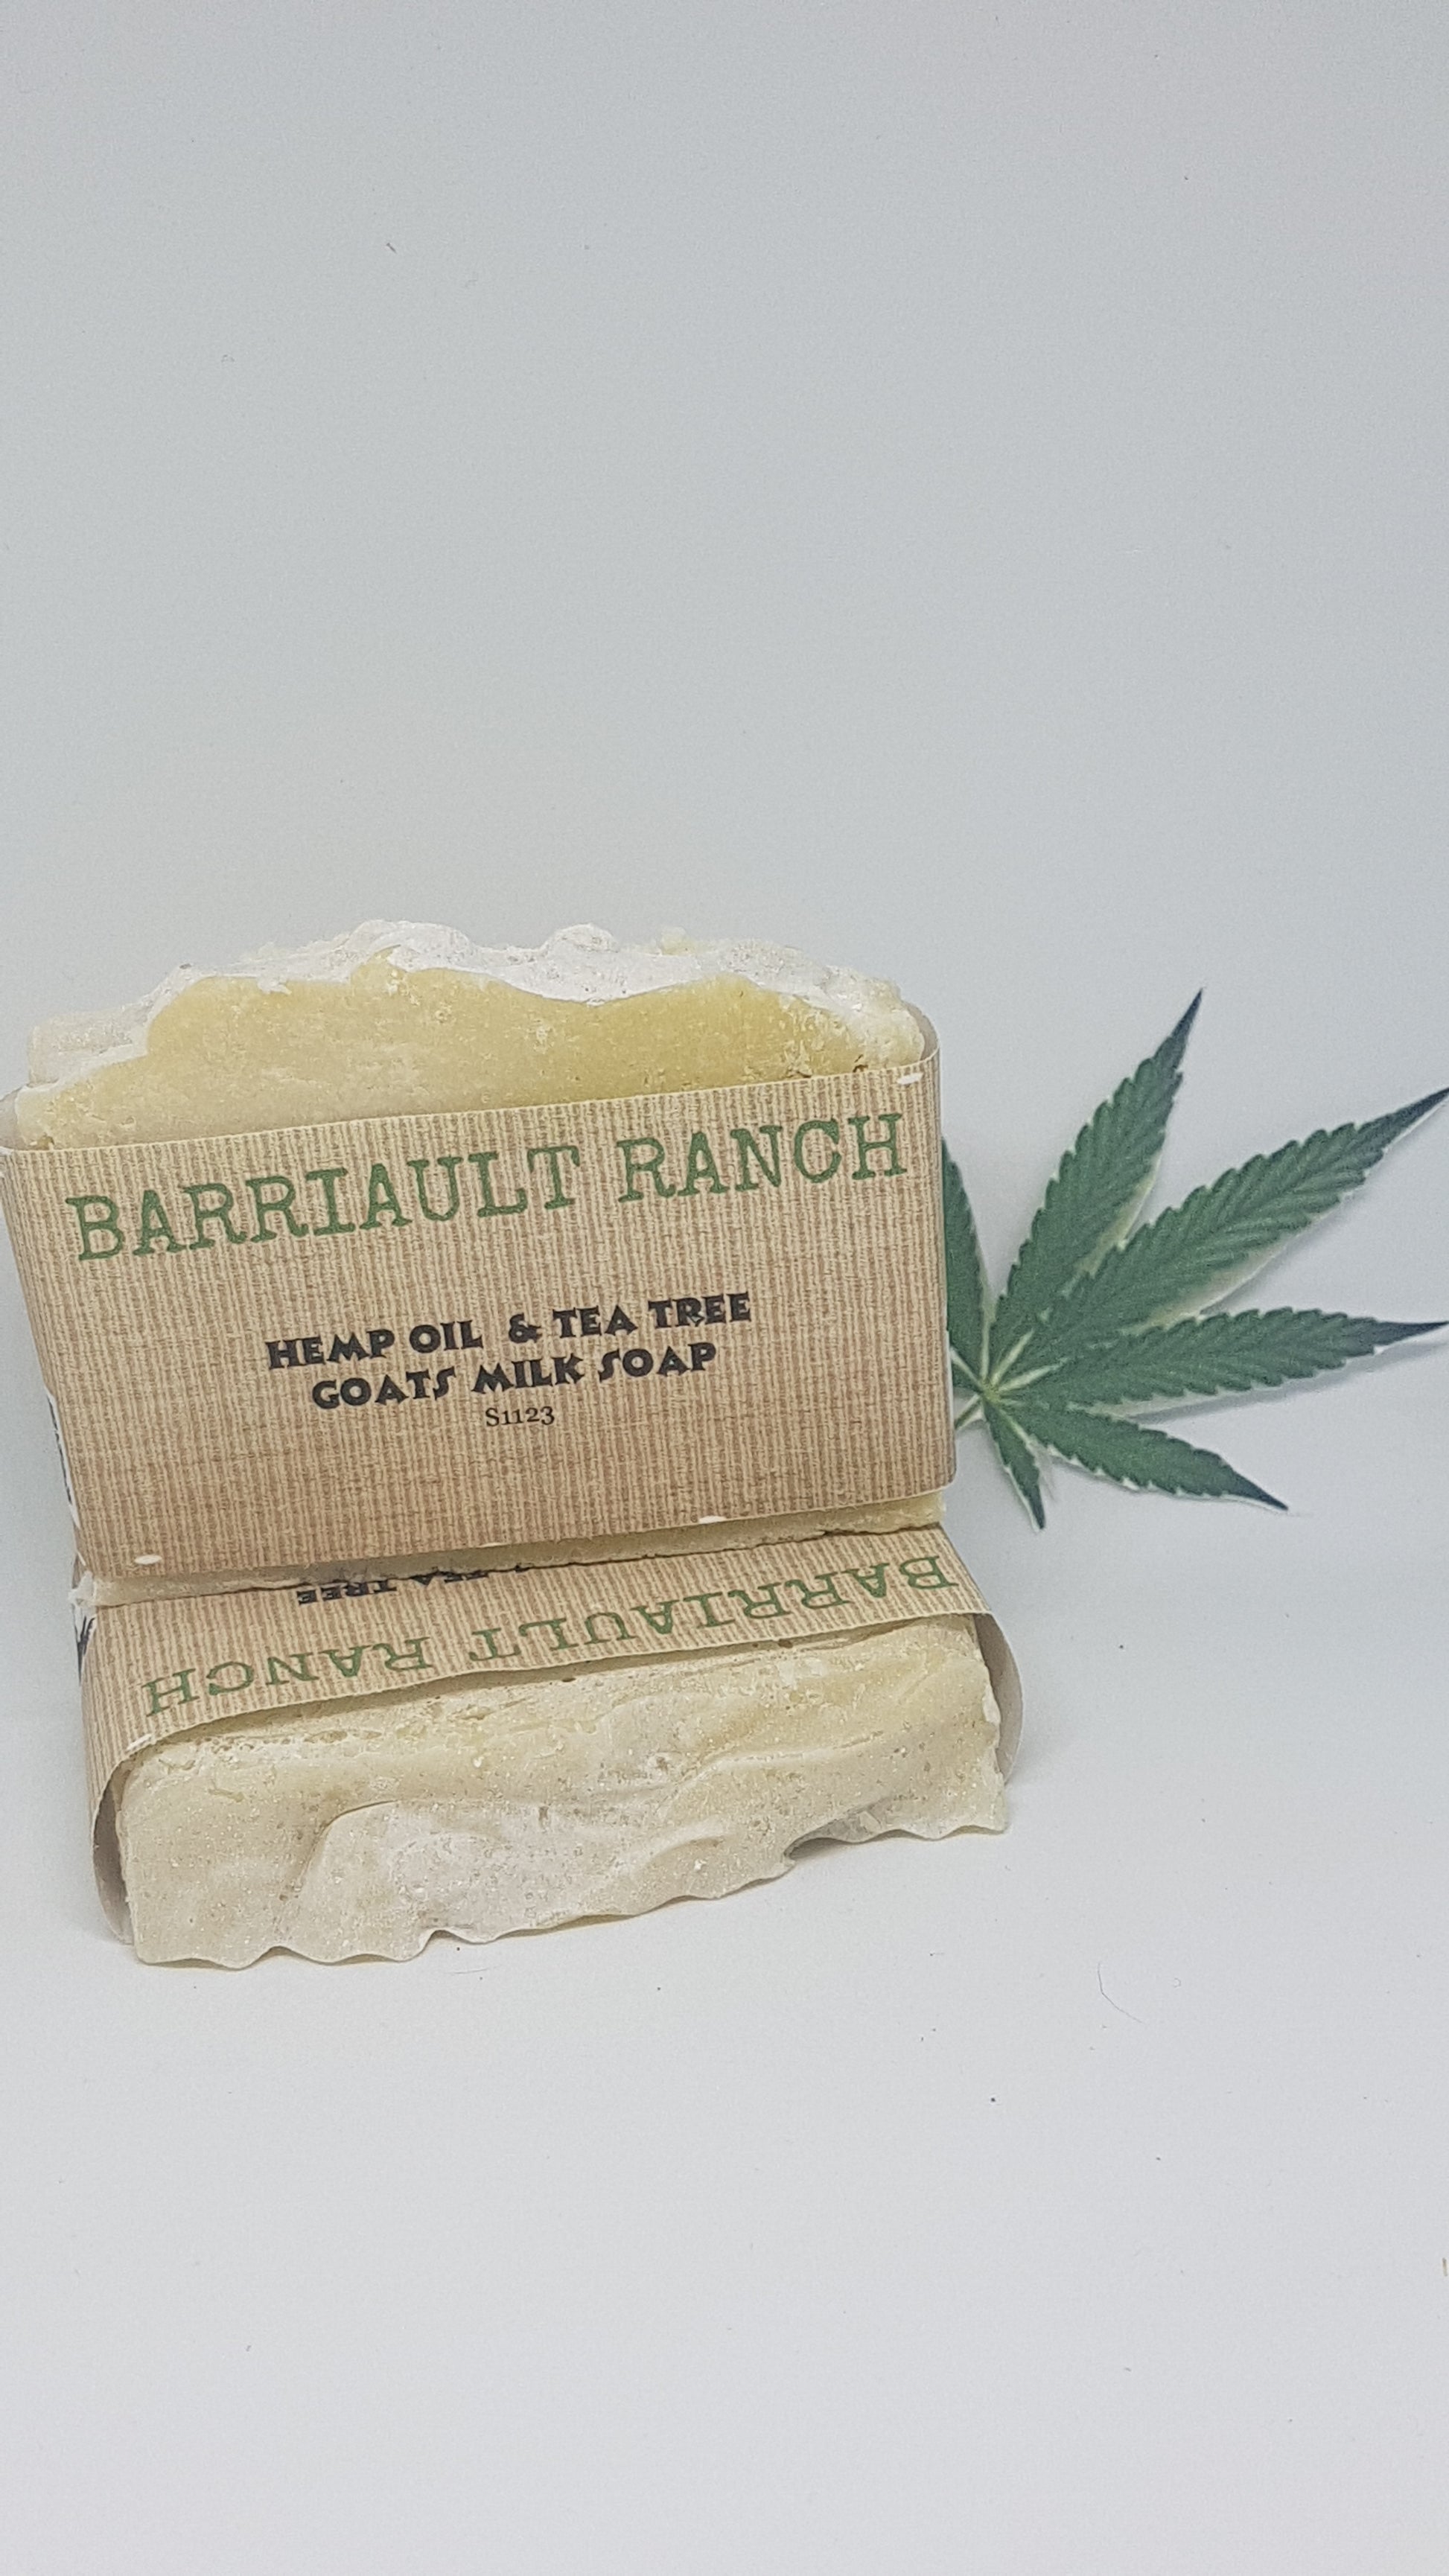 BARRIAULT RANCH
HEMP OIL & TEA TREE
GOATS MILK SOAP
S1123
TEA TREE
BARRIAULT RANCH